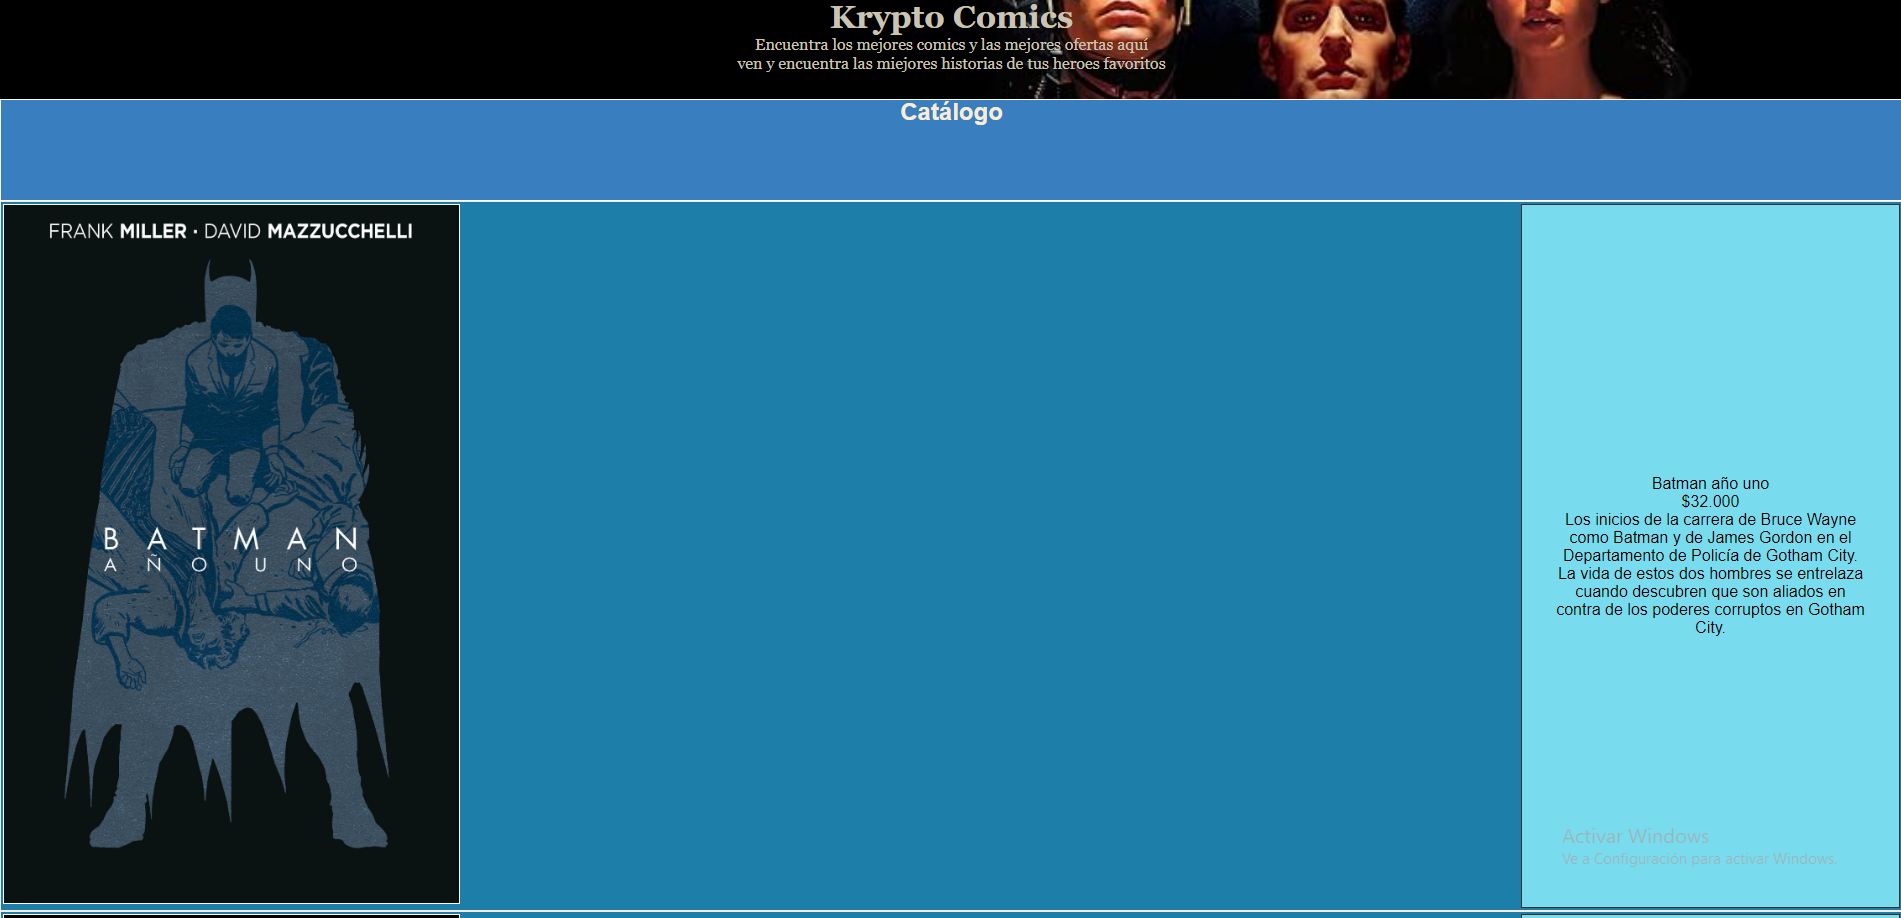 Krypto Comics
Encuentra los mejores comics y las mejores ofertas aquí
ven y encuentra las miejores historias de tus heroes favoritos
Catálogo
FRANK MILLER · DAVID MAZZUCCHELLI
BATMAN
AÑO UNO
Batman año uno
$32.000
Los inicios de la carrera de Bruce Wayne
como Batman y de James Gordon en el
Departamento de Policía de Gotham City.
La vida de estos dos hombres se entrelaza
cuando descubren que son aliados en
contra de los poderes corruptos en Gotham
City.
Activar Windows
Ve a Configuración para activar Windows.